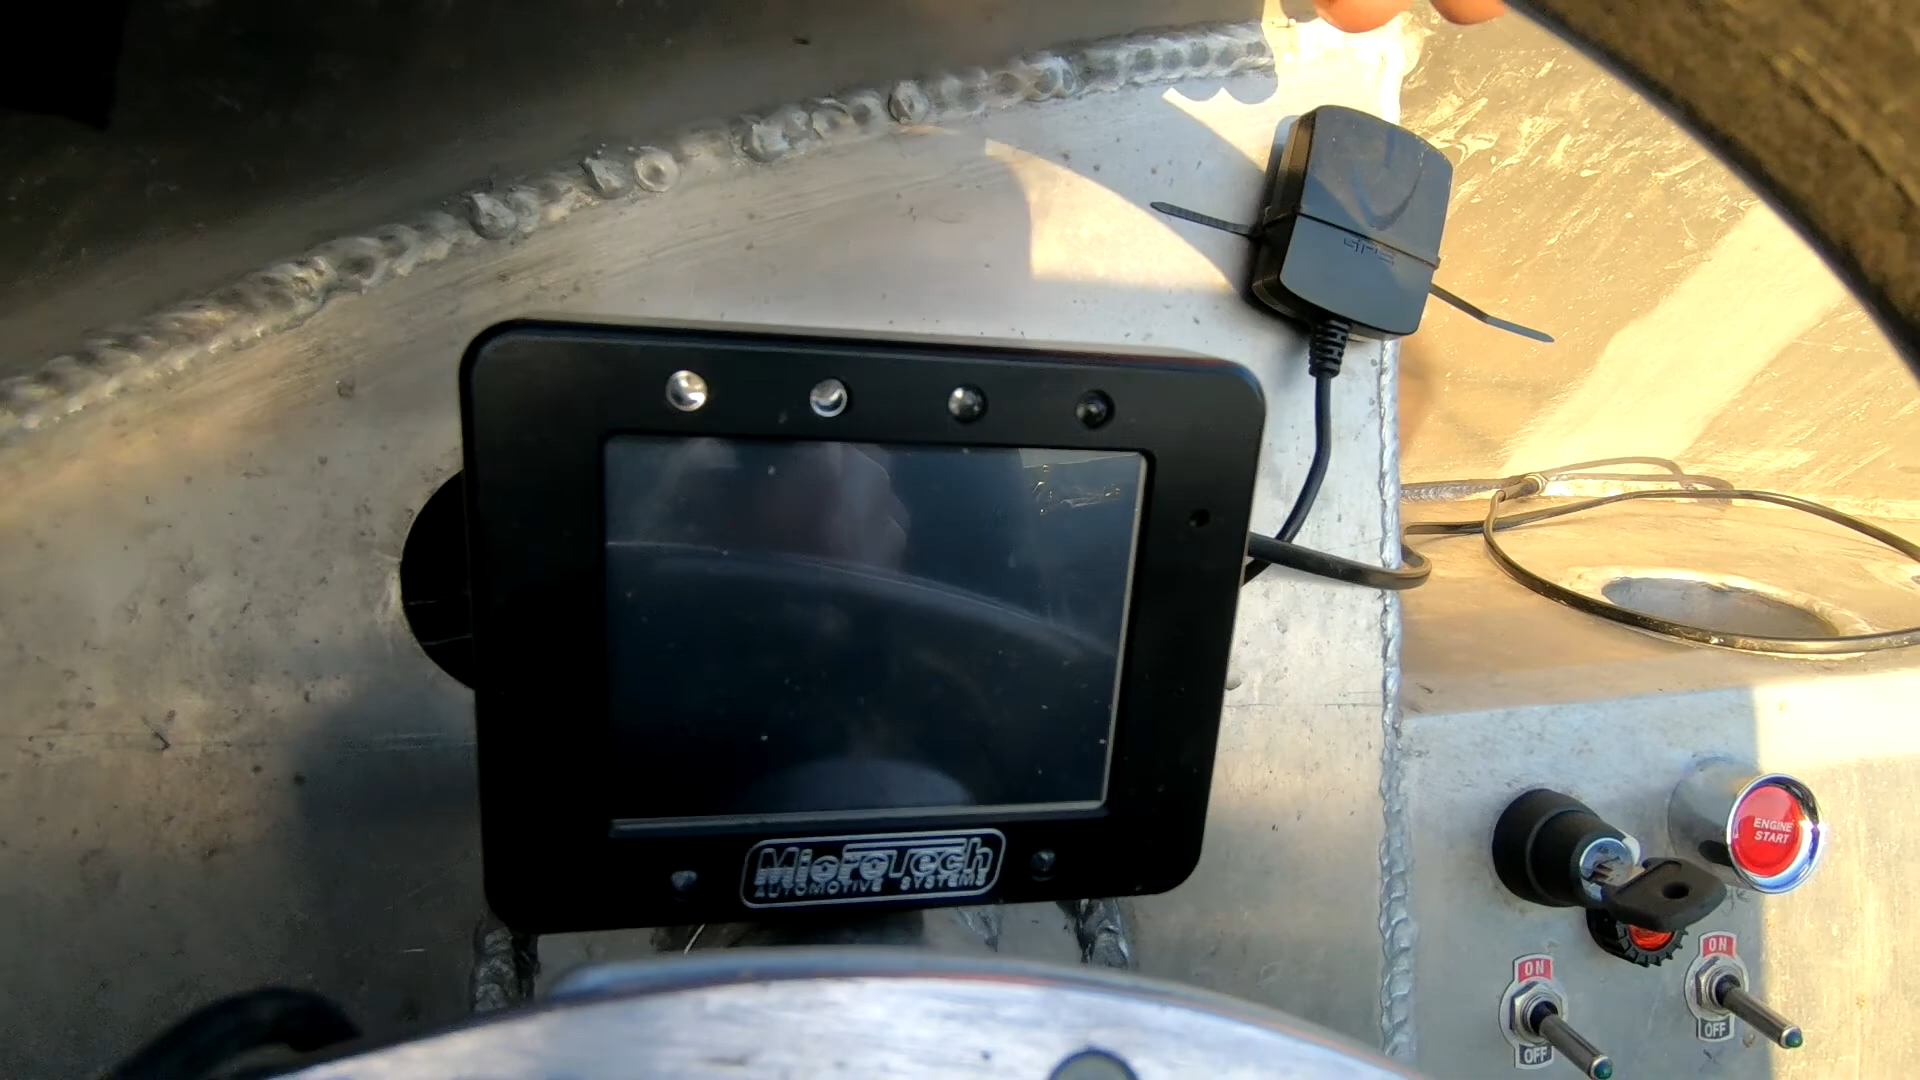 GPS
MicroTech
AUTOMOTIVE SYSTEMS
ENGINE
START
ON
OFF
ON
OFF